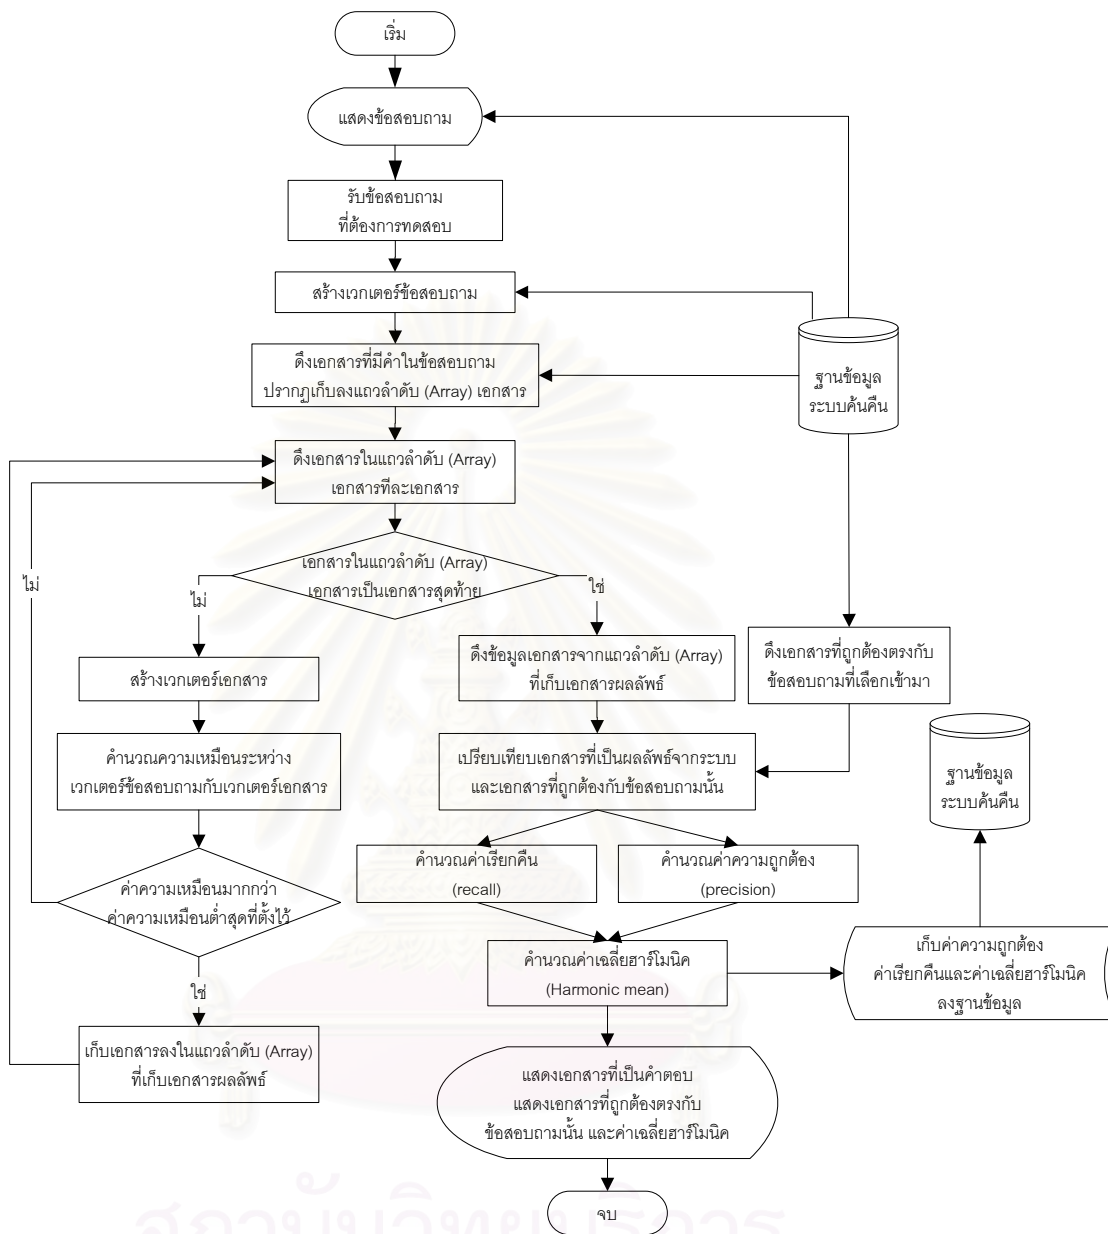 เริ่ม
แสดงข้อสอบถาม
รับข้อสอบถาม
ที่ต้องการทดสอบ
สร้างเวกเตอร์ข้อสอบถาม
ดึงเอกสารที่มีคำในข้อสอบถาม
ปรากฏเก็บลงแถวลำดับ (Array) เอกสาร
ฐานข้อมูล
ระบบค้นคืน
ดึงเอกสารในแถวลำดับ (Array)
เอกสารทีละเอกสาร
เอกสารในแถวลำดับ (Array)
เอกสารเป็นเอกสารสุดท้าย
ไม่
ไม่
ใช่
สร้างเวกเตอร์เอกสาร
ดึงข้อมูลเอกสารจากแถวลำดับ (Array)
ที่เก็บเอกสารผลลัพธ์
ดึงเอกสารที่ถูกต้องตรงกับ
ข้อสอบถามที่เลือกเข้ามา
คำนวณความเหมือนระหว่าง
เวกเตอร์ข้อสอบถามกับเวกเตอร์เอกสาร
เปรียบเทียบเอกสารที่เป็นผลลัพธ์จากระบบ
และเอกสารที่ถูกต้องกับข้อสอบถามนั้น
ฐานข้อมูล
ระบบค้นคืน
ค่าความเหมือนมากกว่า
ค่าความเหมือนต่ำสุดที่ตั้งไว้
คำนวณค่าเรียกคืน
(recall)
คำนวณค่าความถูกต้อง
(precision)
ใช่
คำนวณค่าเฉลี่ยฮาร์โมนิค
(Harmonic mean)
เก็บค่าความถูกต้อง
ค่าเรียกคืนและค่าเฉลี่ยฮาร์โมนิค
ลงฐานข้อมูล
เก็บเอกสารลงในแถวลำดับ (Array)
ที่เก็บเอกสารผลลัพธ์
แสดงเอกสารที่เป็นคำตอบ
แสดงเอกสารที่ถูกต้องตรงกับ
ข้อสอบถามนั้น และค่าเฉลี่ยฮาร์โมนิค
จบ
สถาบันวิทยบริการ